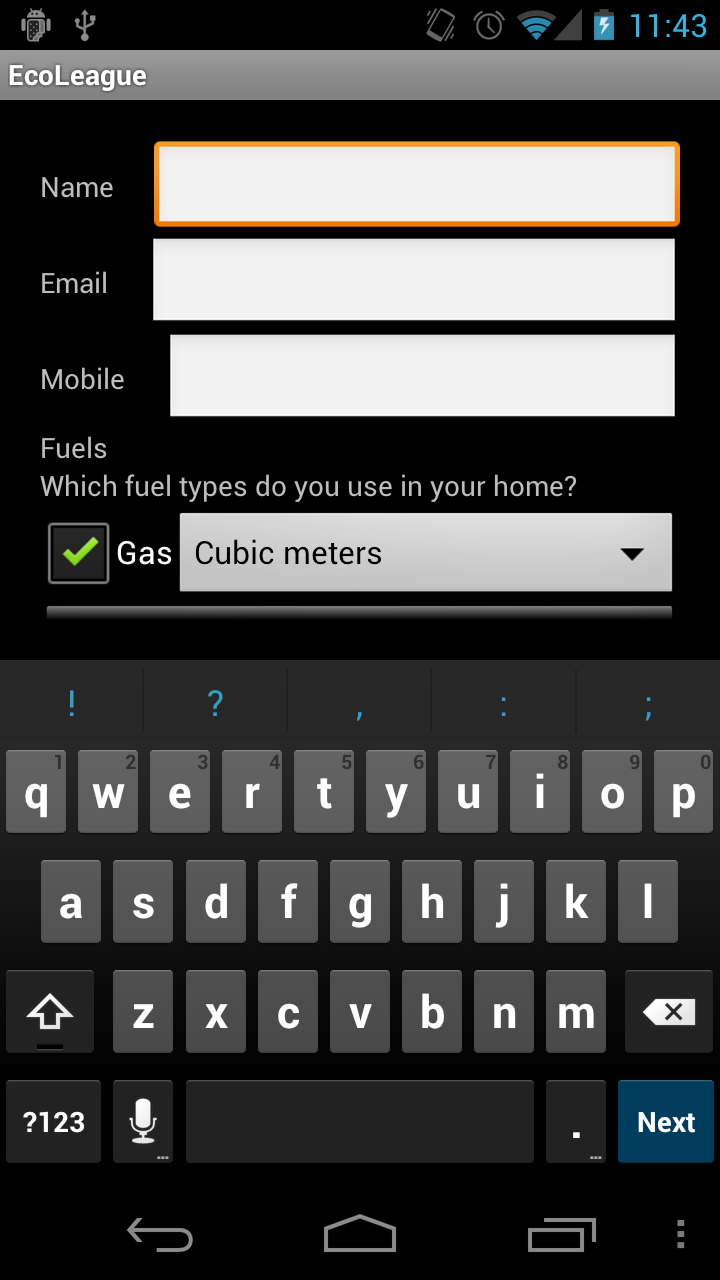 11:43
EcoLeague
Name
Email
Mobile
Fuels
Which fuel types do you use in your home?
Gas Cubic meters
! ? , : ;
1 2 3 4 5 6 7 8 9 0
q w e r t y u i o p
a s d f g h j k l
z x c v b n m
?123 ... . ... Next